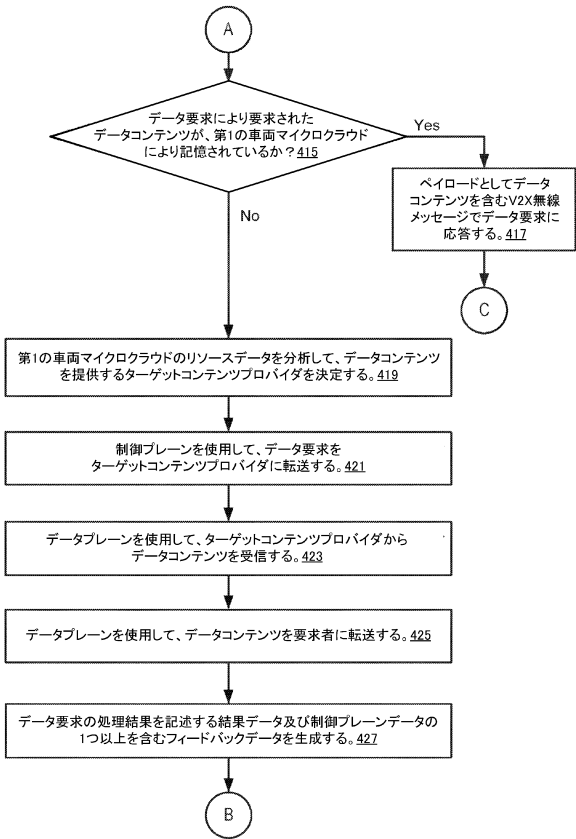 A
データ要求により要求された
データコンテンツが、第1の車両マイクロクラウド
により記憶されているか？415
Yes
ペイロードとしてデータ
コンテンツを含むV2X無線
メッセージでデータ要求に
応答する。417
No
C
第1の車両マイクロクラウドのリソースデータを分析して、データコンテンツ
を提供するターゲットコンテンツプロバイダを決定する。419
制御プレーンを使用して、データ要求を
ターゲットコンテンツプロバイダに転送する。421
データプレーンを使用して、ターゲットコンテンツプロバイダから
データコンテンツを受信する。423
データプレーンを使用して、データコンテンツを要求者に転送する。425
データ要求の処理結果を記述する結果データ及び制御プレーンデータの
1つ以上を含むフィードバックデータを生成する。427
B